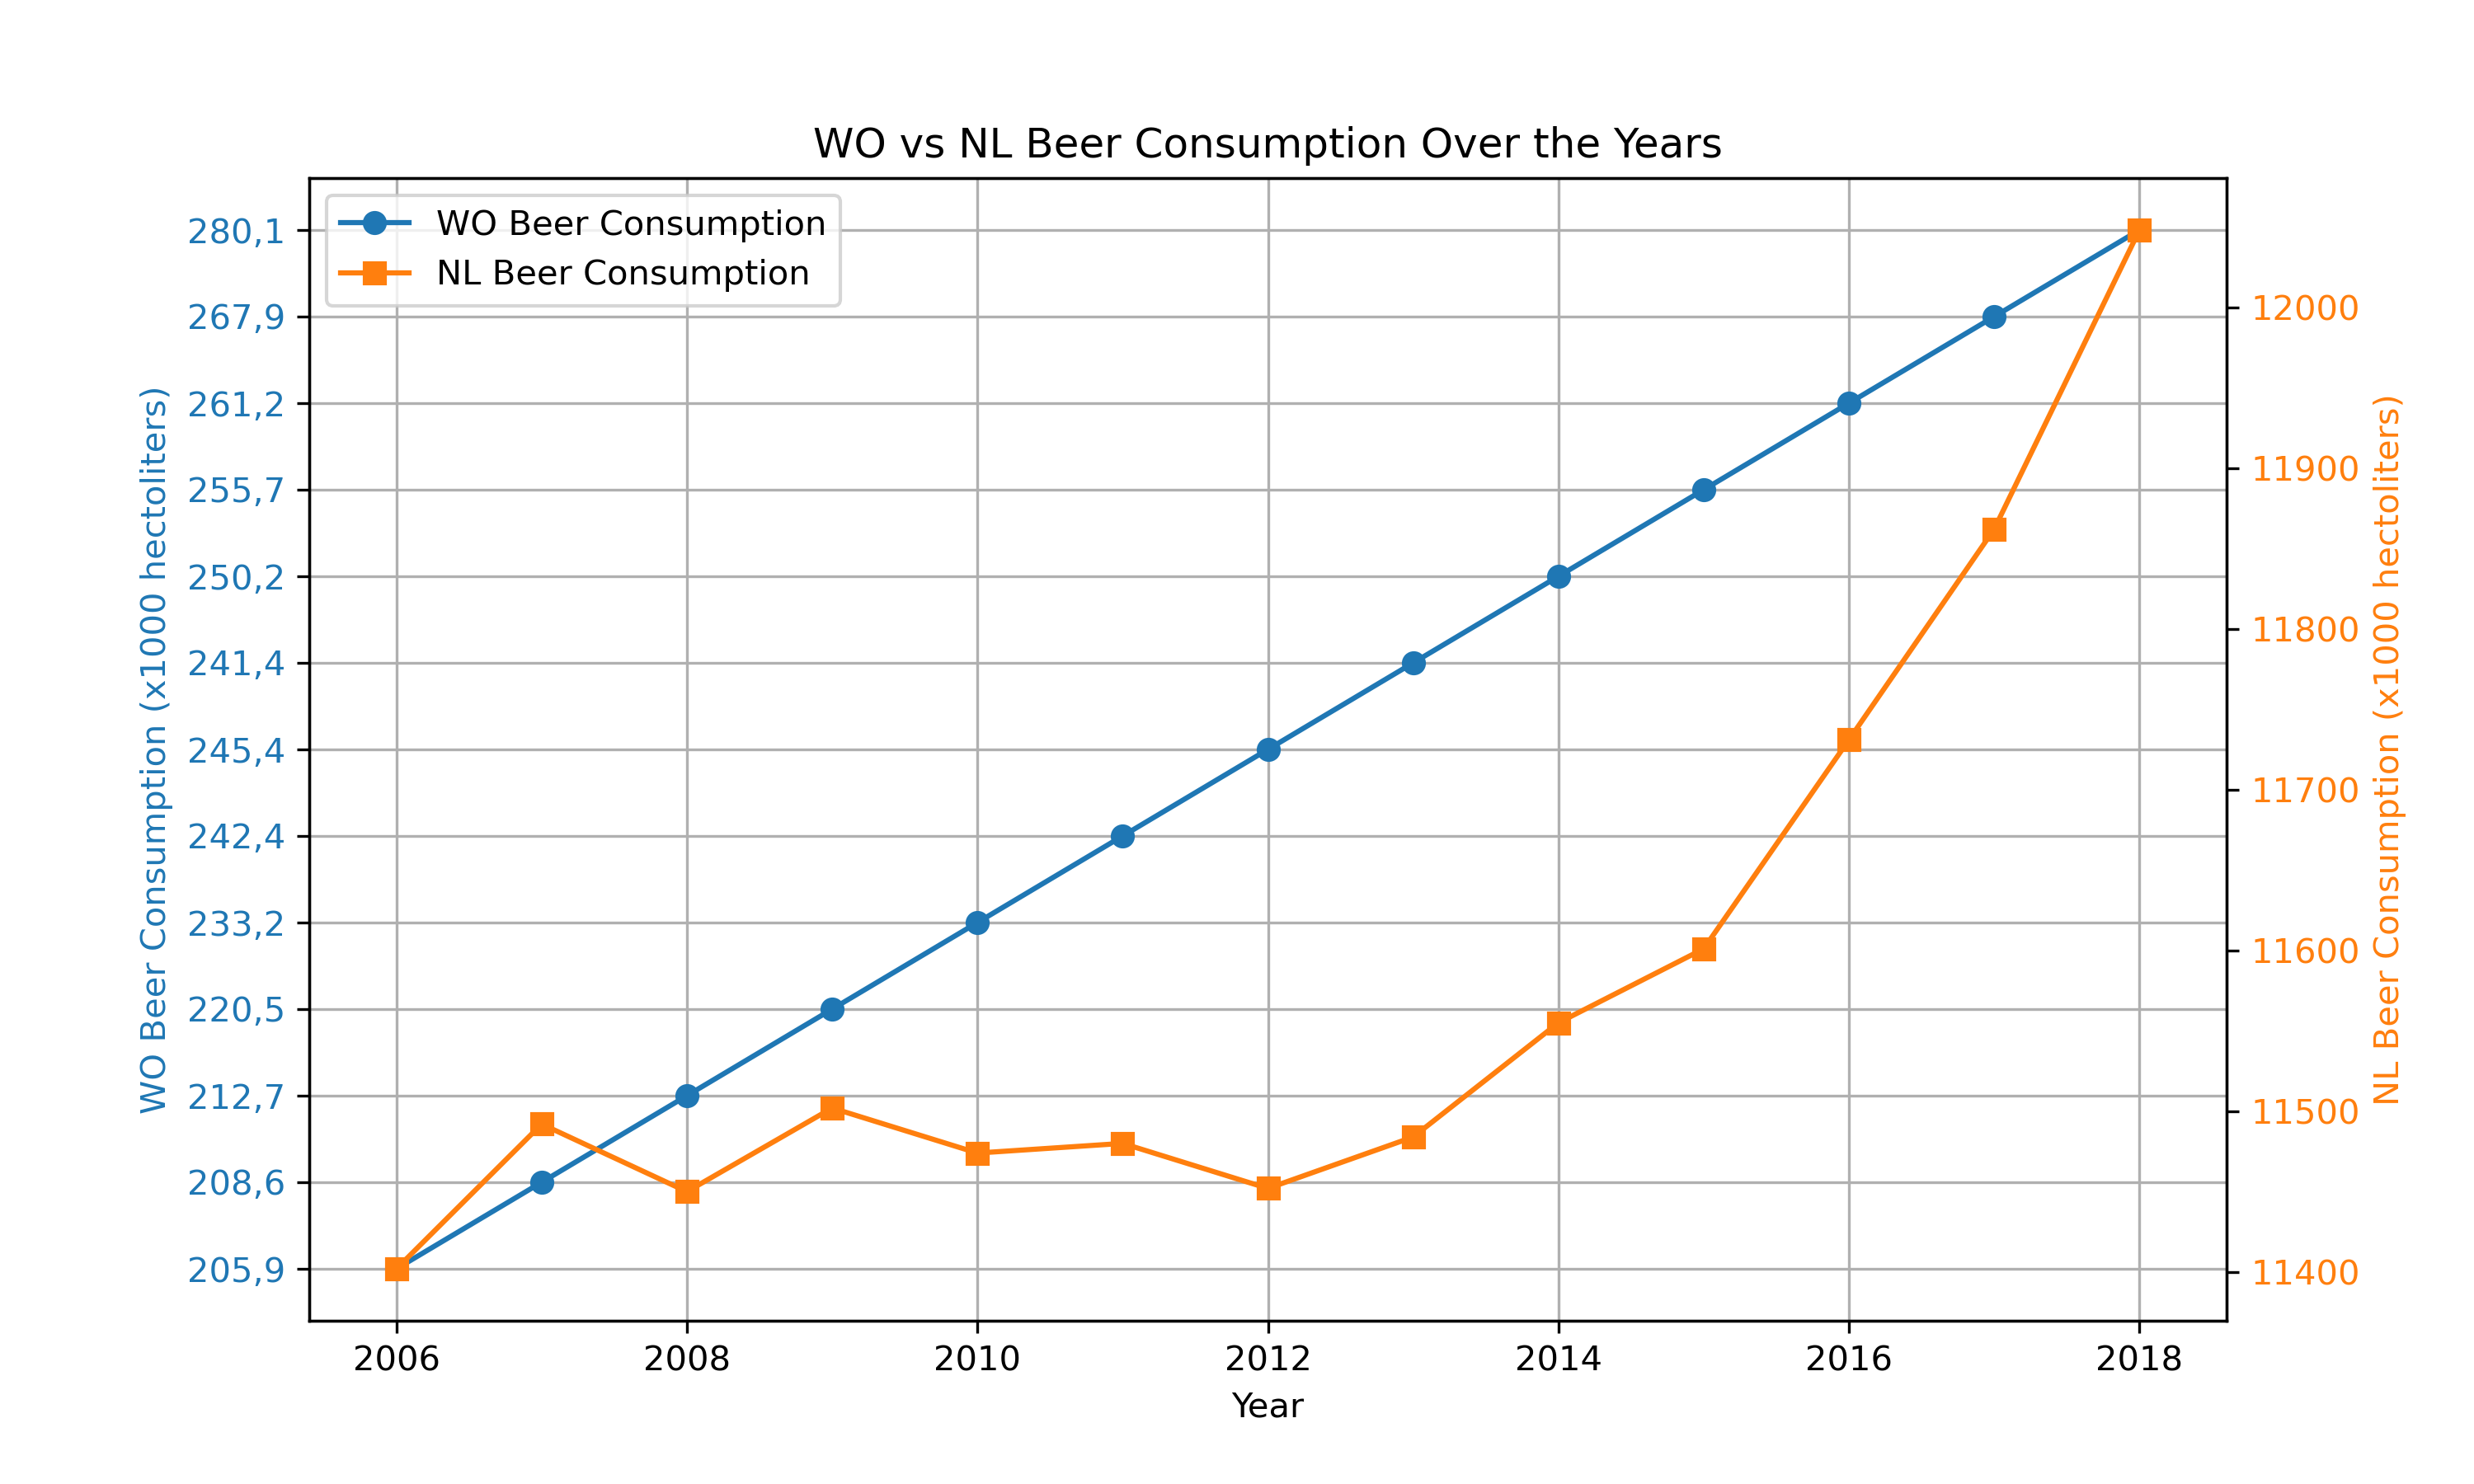 WO vs NL Beer Consumption Over the Years
WO Beer Consumption
NL Beer Consumption
WO Beer Consumption (x1000 hectoliters)
280,1
267,9
261,2
255,7
250,2
241,4
245,4
242,4
233,2
220,5
212,7
208,6
205,9
12000
11900
11800
11700
11600
11500
11400
NL Beer Consumption (x1000 hectoliters)
2006 2008 2010 2012 2014 2016 2018
Year